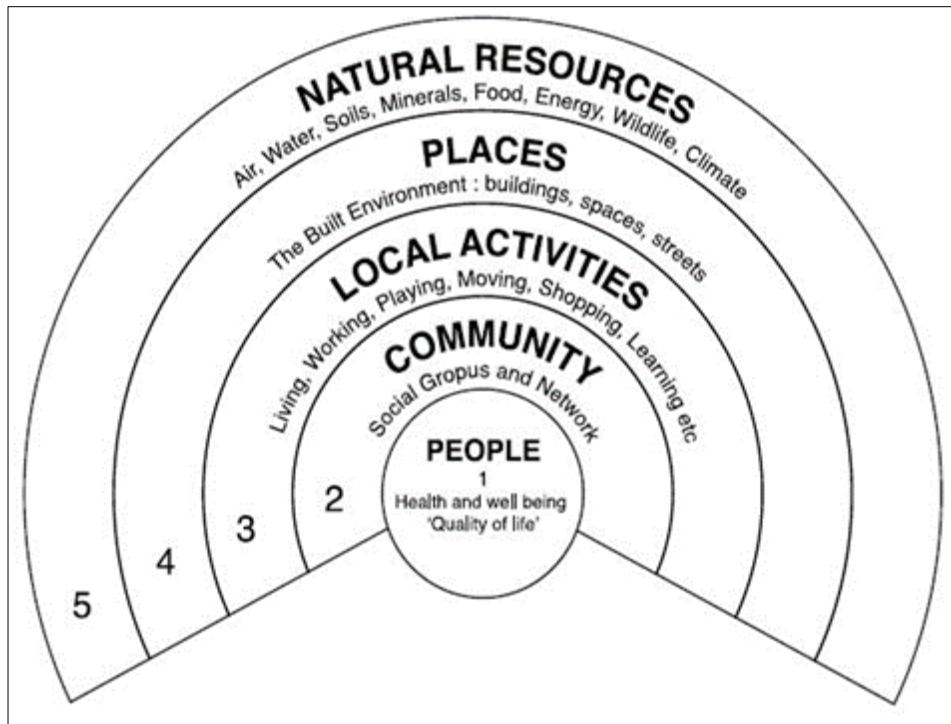 NATURAL RESOURCES
Air, Water, Soils, Minerals, Food, Energy, Wildlife, Climate
PLACES
The Built Environment : buildings, spaces, streets
LOCAL ACTIVITIES
Living, Working, Playing, Moving, Shopping, Learning etc
COMMUNITY
Social Gropus and Network
PEOPLE
1
Health and well being
'Quality of life'
2
3
4
5